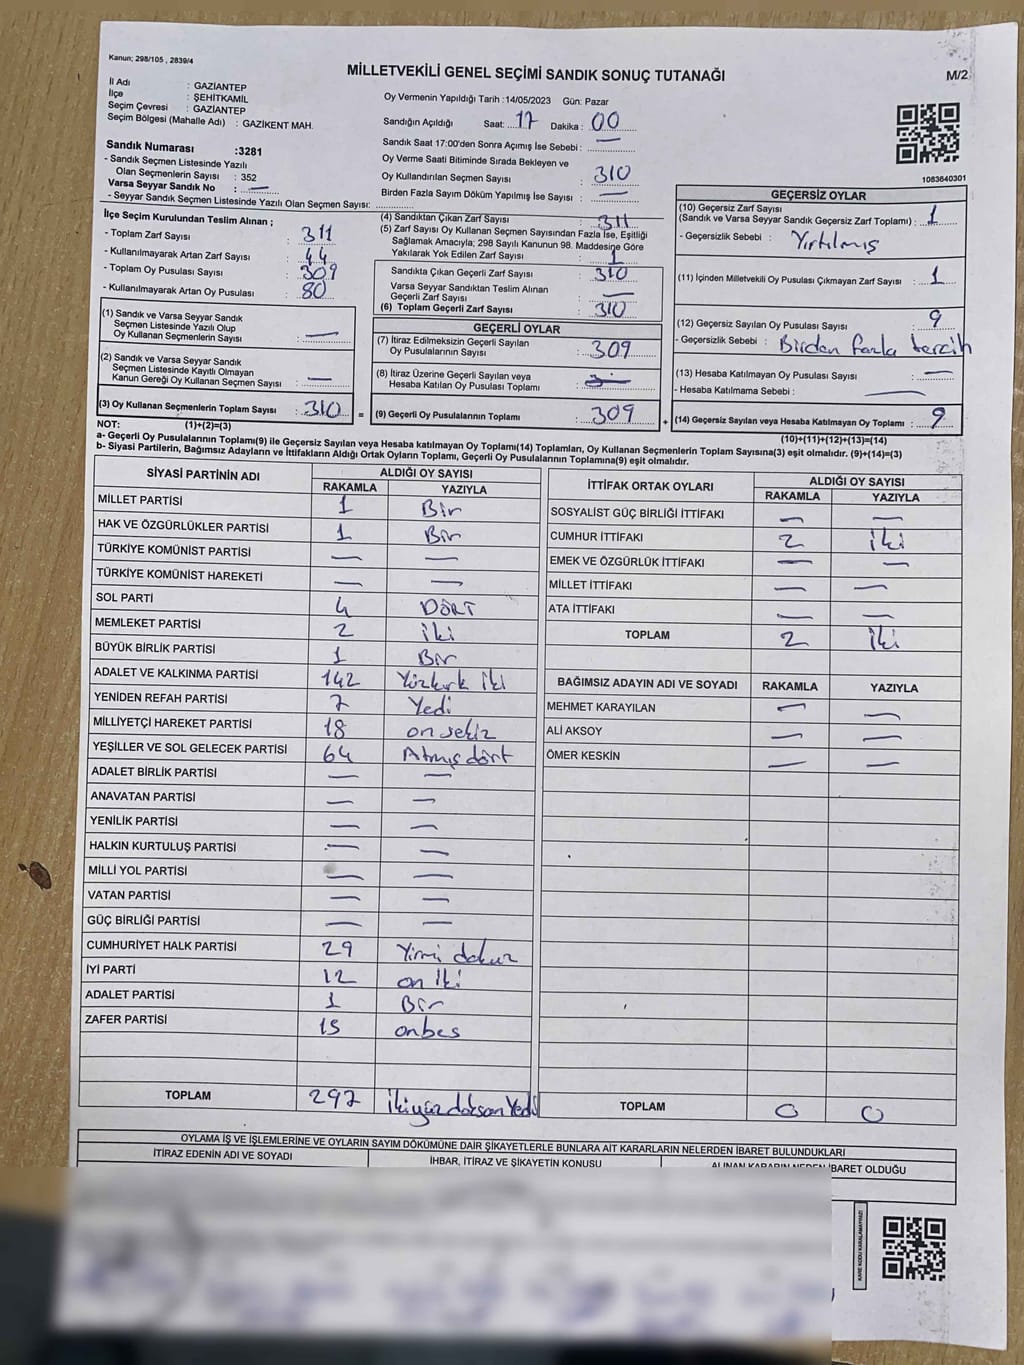 Kanun; 298/105 , 2839/4
MİLLETVEKİLİ GENEL SEÇİMİ SANDIK SONUÇ TUTANAĞI
M/2
İl Adı : GAZİANTEP
İlçe : ŞEHİTKAMİL
Seçim Çevresi : GAZİANTEP
Seçim Bölgesi (Mahalle Adı) : GAZİKENT MAH.
Oy Vermenin Yapıldığı Tarih :14/05/2023 Gün: Pazar
Sandığın Açıldığı Saat: 17 Dakika : 00
Sandık Saat 17:00'den Sonra Açımış İse Sebebi : —
Oy Verme Saati Bitiminde Sırada Bekleyen ve
Oy Kullandırılan Seçmen Sayısı : 310
Birden Fazla Sayım Döküm Yapılmış İse Sayısı : —
Sandık Numarası :3281
- Sandık Seçmen Listesinde Yazılı
Olan Seçmenlerin Sayısı : 352
Varsa Seyyar Sandık No : —
- Seyyar Sandık Seçmen Listesinde Yazılı Olan Seçmen Sayısı:
1083640301
İlçe Seçim Kurulundan Teslim Alınan ;
- Toplam Zarf Sayısı : 311
- Kullanılmayarak Artan Zarf Sayısı : 44
- Toplam Oy Pusulası Sayısı : 309
- Kullanılmayarak Artan Oy Pusulası : 80
(1) Sandık ve Varsa Seyyar Sandık
Seçmen Listesinde Yazılı Olup
Oy Kullanan Seçmenlerin Sayısı : —
(2) Sandık ve Varsa Seyyar Sandık
Seçmen Listesinde Kayıtlı Olmayan
Kanun Gereği Oy Kullanan Seçmen Sayısı : —
(3) Oy Kullanan Seçmenlerin Toplam Sayısı : 310 =
(4) Sandıktan Çıkan Zarf Sayısı : 311
(5) Zarf Sayısı Oy Kullanan Seçmen Sayısından Fazla İse, Eşitliği
Sağlamak Amacıyla; 298 Sayılı Kanunun 98. Maddesine Göre
Yakılarak Yok Edilen Zarf Sayısı : 1
Sandıkta Çıkan Geçerli Zarf Sayısı : 310
Varsa Seyyar Sandıktan Teslim Alınan
Geçerli Zarf Sayısı : —
(6) Toplam Geçerli Zarf Sayısı : 310
GEÇERLİ OYLAR
(7) İtiraz Edilmeksizin Geçerli Sayılan
Oy Pusulalarının Sayısı : 309
(8) İtiraz Üzerine Geçerli Sayılan veya
Hesaba Katılan Oy Pusulası Toplamı :
(9) Geçerli Oy Pusulalarının Toplamı : 309 +
GEÇERSİZ OYLAR
(10) Geçersiz Zarf Sayısı
(Sandık ve Varsa Seyyar Sandık Geçersiz Zarf Toplamı) : 1
- Geçersizlik Sebebi : Yırtılmış
(11) İçinden Milletvekili Oy Pusulası Çıkmayan Zarf Sayısı : 1
(12) Geçersiz Sayılan Oy Pusulası Sayısı : 9
- Geçersizlik Sebebi : Birden fazla tercih
(13) Hesaba Katılmayan Oy Pusulası Sayısı : —
- Hesaba Katılmama Sebebi : —
(14) Geçersiz Sayılan veya Hesaba Katılmayan Oy Toplamı : 9
NOT: (1)+(2)=(3) (10)+(11)+(12)+(13)=(14)
a- Geçerli Oy Pusulalarının Toplamı(9) ile Geçersiz Sayılan veya Hesaba katılmayan Oy Toplamı(14) Toplamları, Oy Kullanan Seçmenlerin Toplam Sayısına(3) eşit olmalıdır. (9)+(14)=(3)
b- Siyasi Partilerin, Bağımsız Adayların ve İttifakların Aldığı Ortak Oyların Toplamı, Geçerli Oy Pusulalarının Toplamına(9) eşit olmalıdır.
SİYASİ PARTİNİN ADI ALDIĞI OY SAYISI
RAKAMLA YAZIYLA
MİLLET PARTİSİ 1 Bir
HAK VE ÖZGÜRLÜKLER PARTİSİ 1 Bir
TÜRKİYE KOMÜNİST PARTİSİ — —
TÜRKİYE KOMÜNİST HAREKETİ — —
SOL PARTİ 4 DÖRT
MEMLEKET PARTİSİ 2 iki
BÜYÜK BİRLİK PARTİSİ 1 Bir
ADALET VE KALKINMA PARTİSİ 142 Yüzkırk iki
YENİDEN REFAH PARTİSİ 7 Yedi
MİLLİYETÇİ HAREKET PARTİSİ 18 on sekiz
YEŞİLLER VE SOL GELECEK PARTİSİ 64 Atmış dört
ADALET BİRLİK PARTİSİ — —
ANAVATAN PARTİSİ — —
YENİLİK PARTİSİ — —
HALKIN KURTULUŞ PARTİSİ — —
MİLLİ YOL PARTİSİ — —
VATAN PARTİSİ — —
GÜÇ BİRLİĞİ PARTİSİ — —
CUMHURİYET HALK PARTİSİ 29 Yirmi dokuz
İYİ PARTİ 12 on iki
ADALET PARTİSİ 1 Bir
ZAFER PARTİSİ 15 onbes
TOPLAM 297 ikiyüz doksan Yedi
İTTİFAK ORTAK OYLARI ALDIĞI OY SAYISI
RAKAMLA YAZIYLA
SOSYALİST GÜÇ BİRLİĞİ İTTİFAKI — —
CUMHUR İTTİFAKI 2 iki
EMEK VE ÖZGÜRLÜK İTTİFAKI — —
MİLLET İTTİFAKI — —
ATA İTTİFAKI — —
TOPLAM 2 iki
BAĞIMSIZ ADAYIN ADI VE SOYADI RAKAMLA YAZIYLA
MEHMET KARAYILAN — —
ALİ AKSOY — —
ÖMER KESKİN — —
TOPLAM 0 0
OYLAMA İŞ VE İŞLEMLERİNE VE OYLARIN SAYIM DÖKÜMÜNE DAİR ŞİKAYETLERLE BUNLARA AİT KARARLARIN NELERDEN İBARET BULUNDUKLARI
İTİRAZ EDENİN ADI VE SOYADI İHBAR, İTİRAZ VE ŞİKAYETİN KONUSU ALINAN KARARIN NEDEN İBARET OLDUĞU
KARE KODU KARALAMAYINIZ!